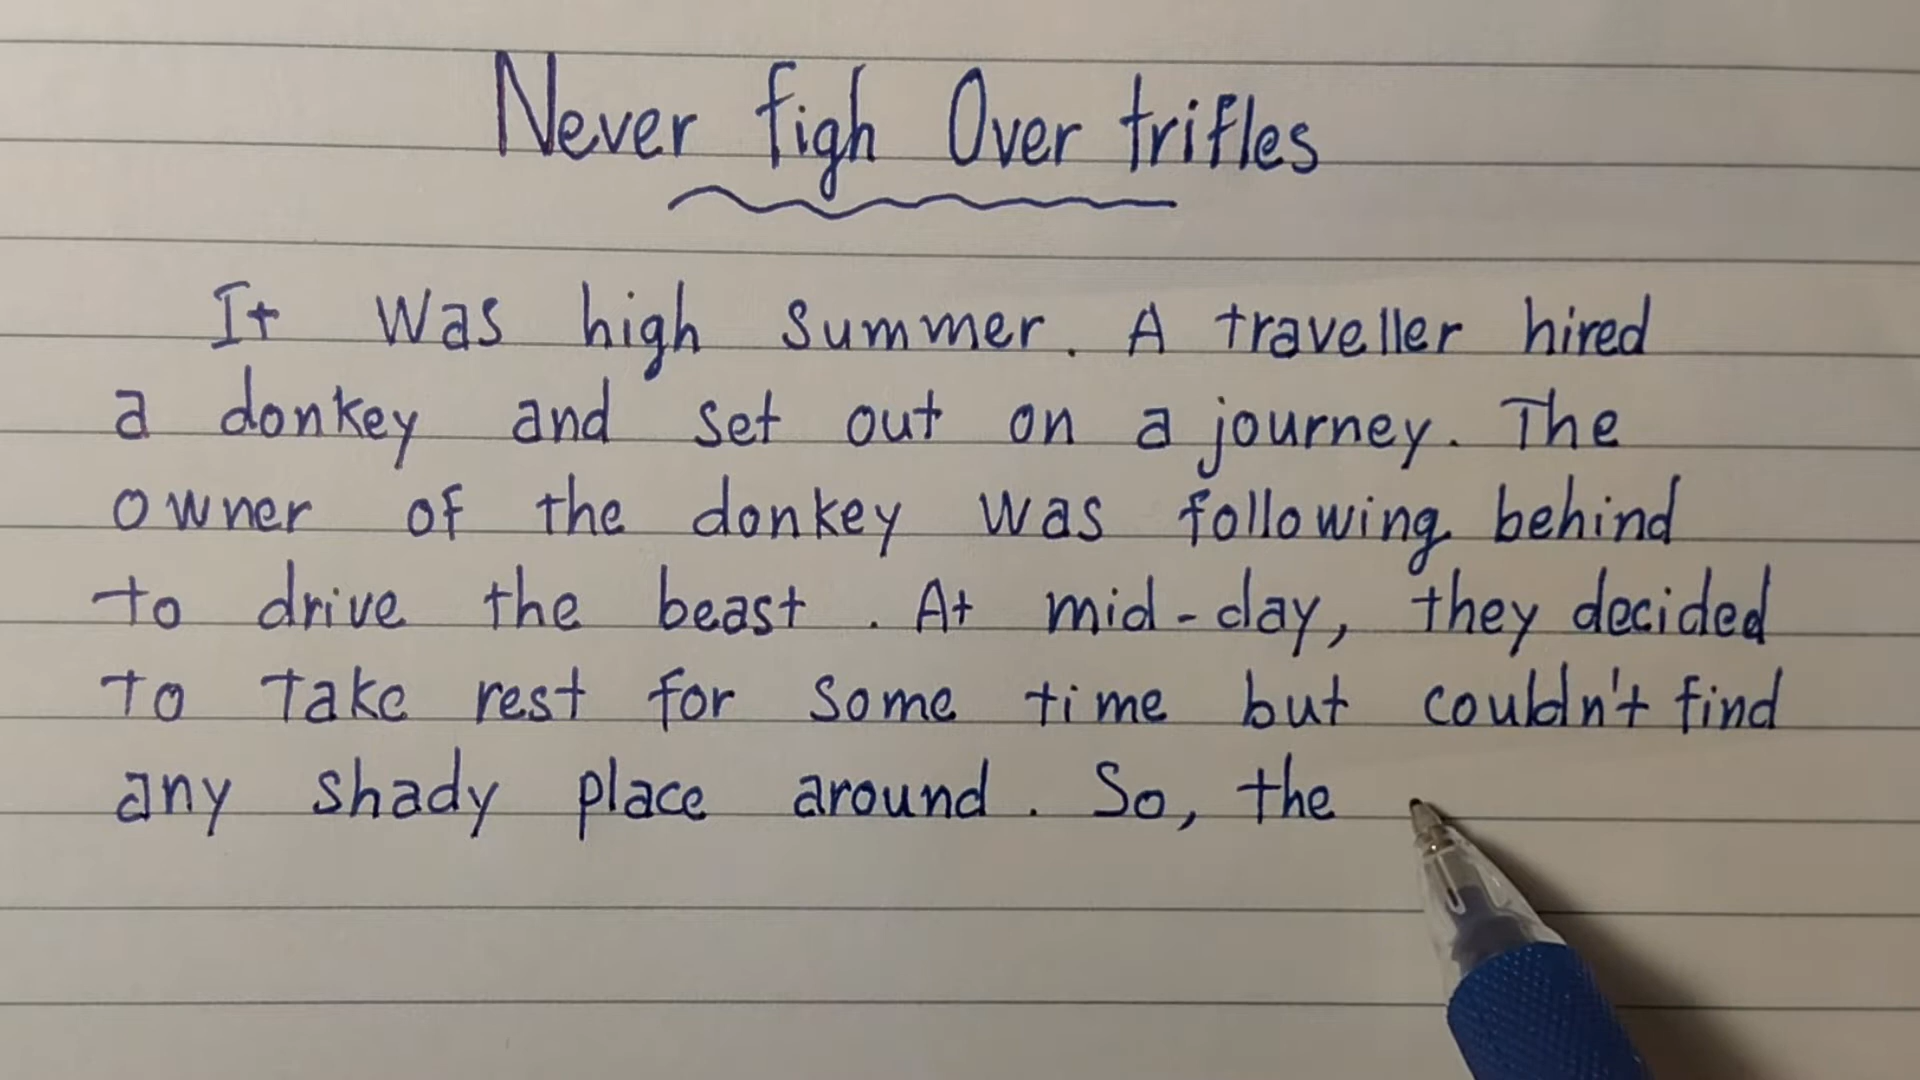 Never figh Over trifles
It was high summer. A traveller hired
a donkey and set out on a journey. The
owner of the donkey was following behind
to drive the beast. At mid-day, they decided
to take rest for some time but couldn't find
any shady place around. So, the